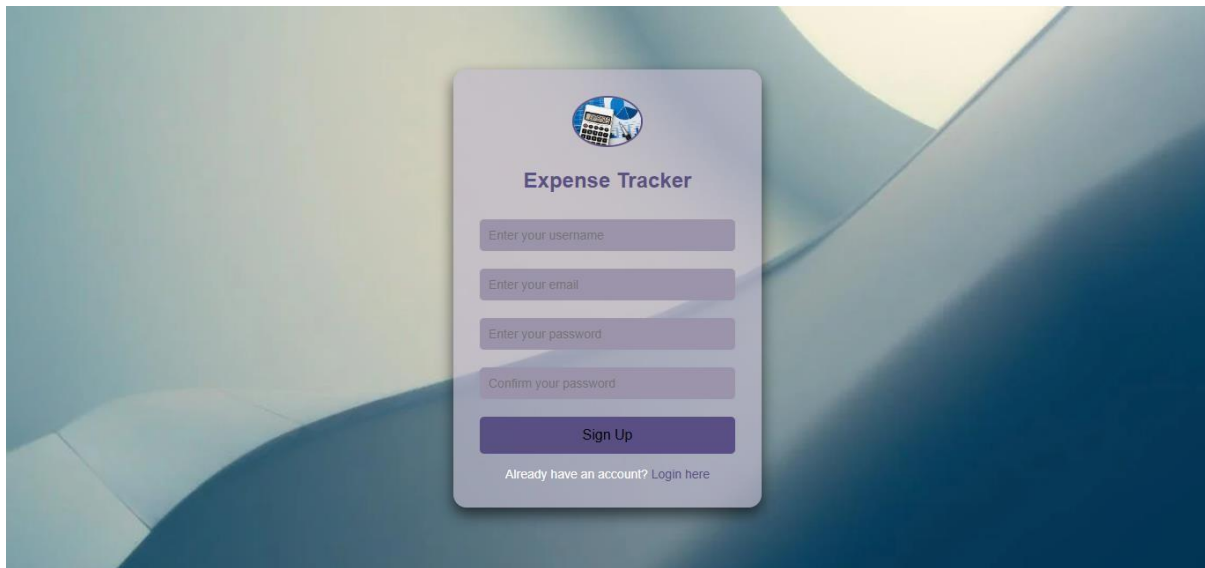 Expense Tracker
Enter your username
Enter your email
Enter your password
Confirm your password
Sign Up
Already have an account? Login here